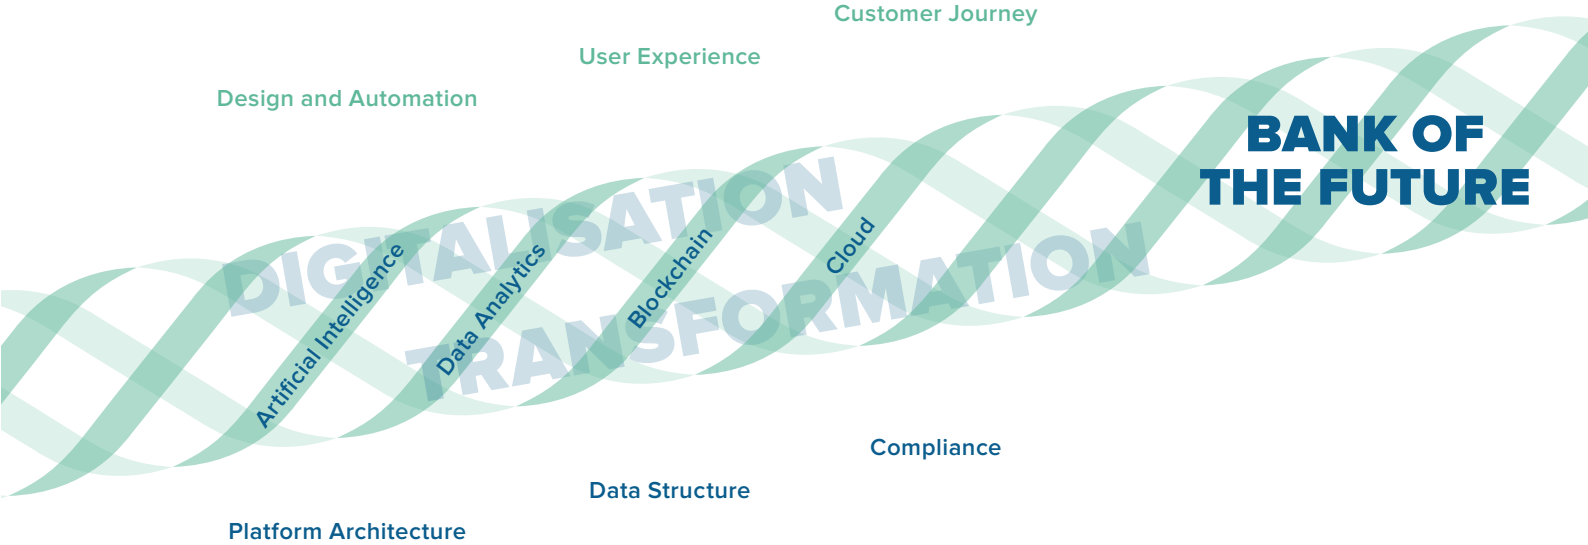 Customer Journey
User Experience
Design and Automation
BANK OF
THE FUTURE
DIGITALISATION
TRANSFORMATION
Artificial Intelligence
Data Analytics
Blockchain
Cloud
Compliance
Data Structure
Platform Architecture